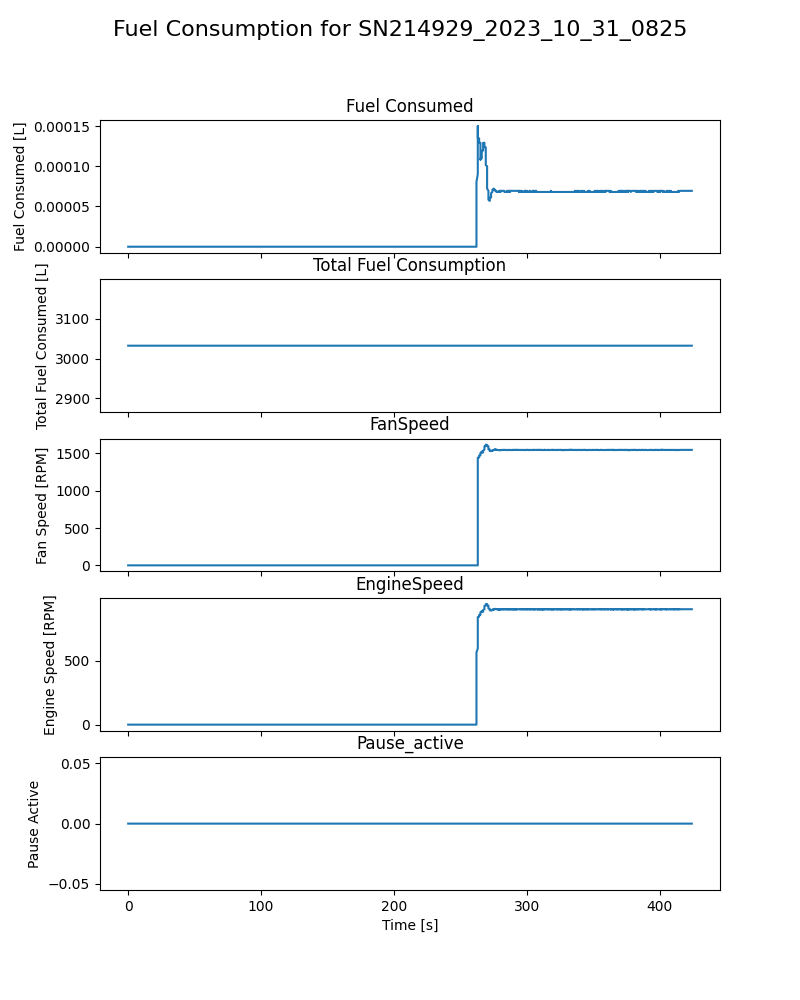 Fuel Consumption for SN214929_2023_10_31_0825
Fuel Consumed
Fuel Consumed [L]
0.00015
0.00010
0.00005
0.00000
Total Fuel Consumption
Total Fuel Consumed [L]
3100
3000
2900
FanSpeed
Fan Speed [RPM]
1500
1000
500
0
EngineSpeed
Engine Speed [RPM]
500
0
Pause_active
Pause Active
0.05
0.00
−0.05
0 100 200 300 400
Time [s]